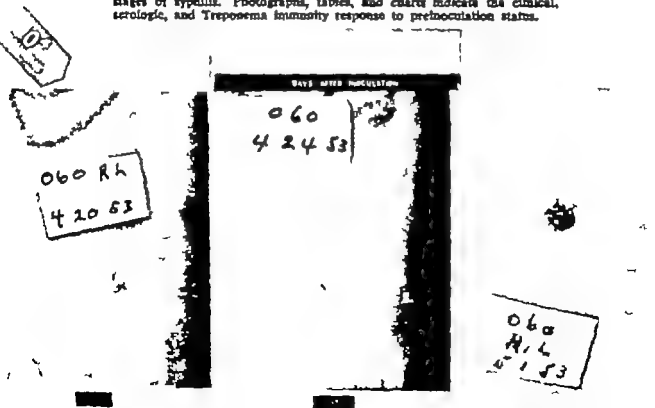 stages of syphilis. Photographs, tables, and charts indicate the clinical,
serologic, and Treponema immunity response to preinoculation status.
DAYS AFTER INOCULATION
060
4 24 53
060 RL
4 20 53
060
53